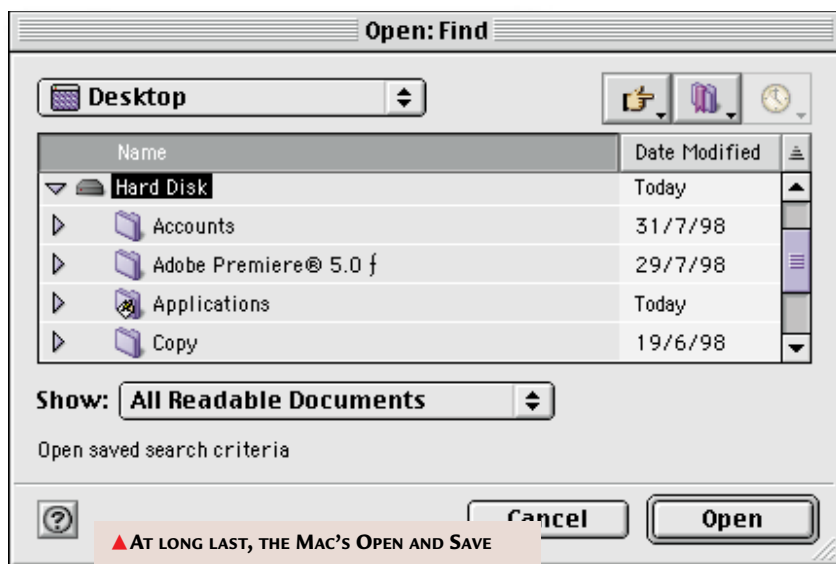 Open: Find
Desktop
Name Date Modified
Hard Disk Today
Accounts 31/7/98
Adobe Premiere® 5.0 ƒ 29/7/98
Applications Today
Copy 19/6/98
Show: All Readable Documents
Open saved search criteria
? Cancel Open
▲AT LONG LAST, THE MAC'S OPEN AND SAVE